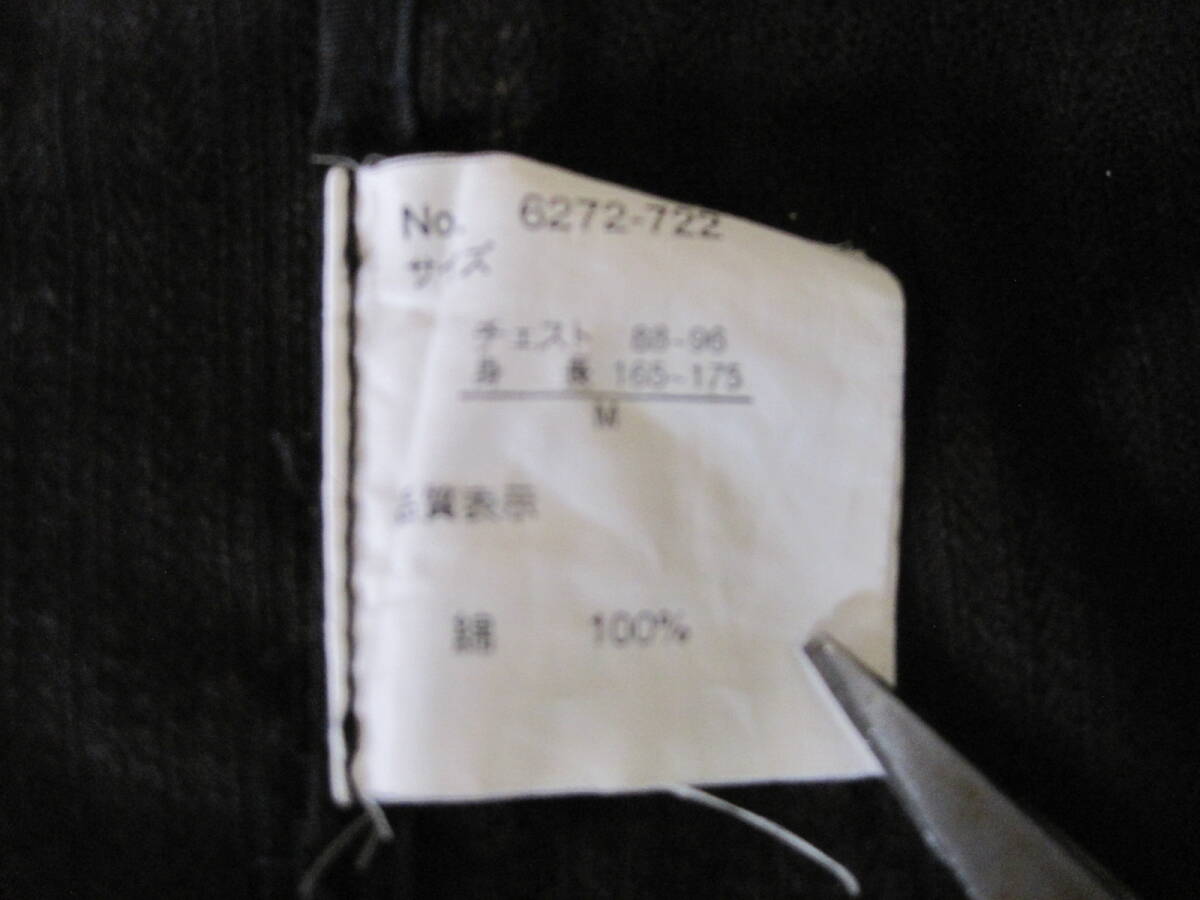 No. 6272-722
サイズ
チェスト 88-96
身長 165-175
M
品質表示
綿 100%